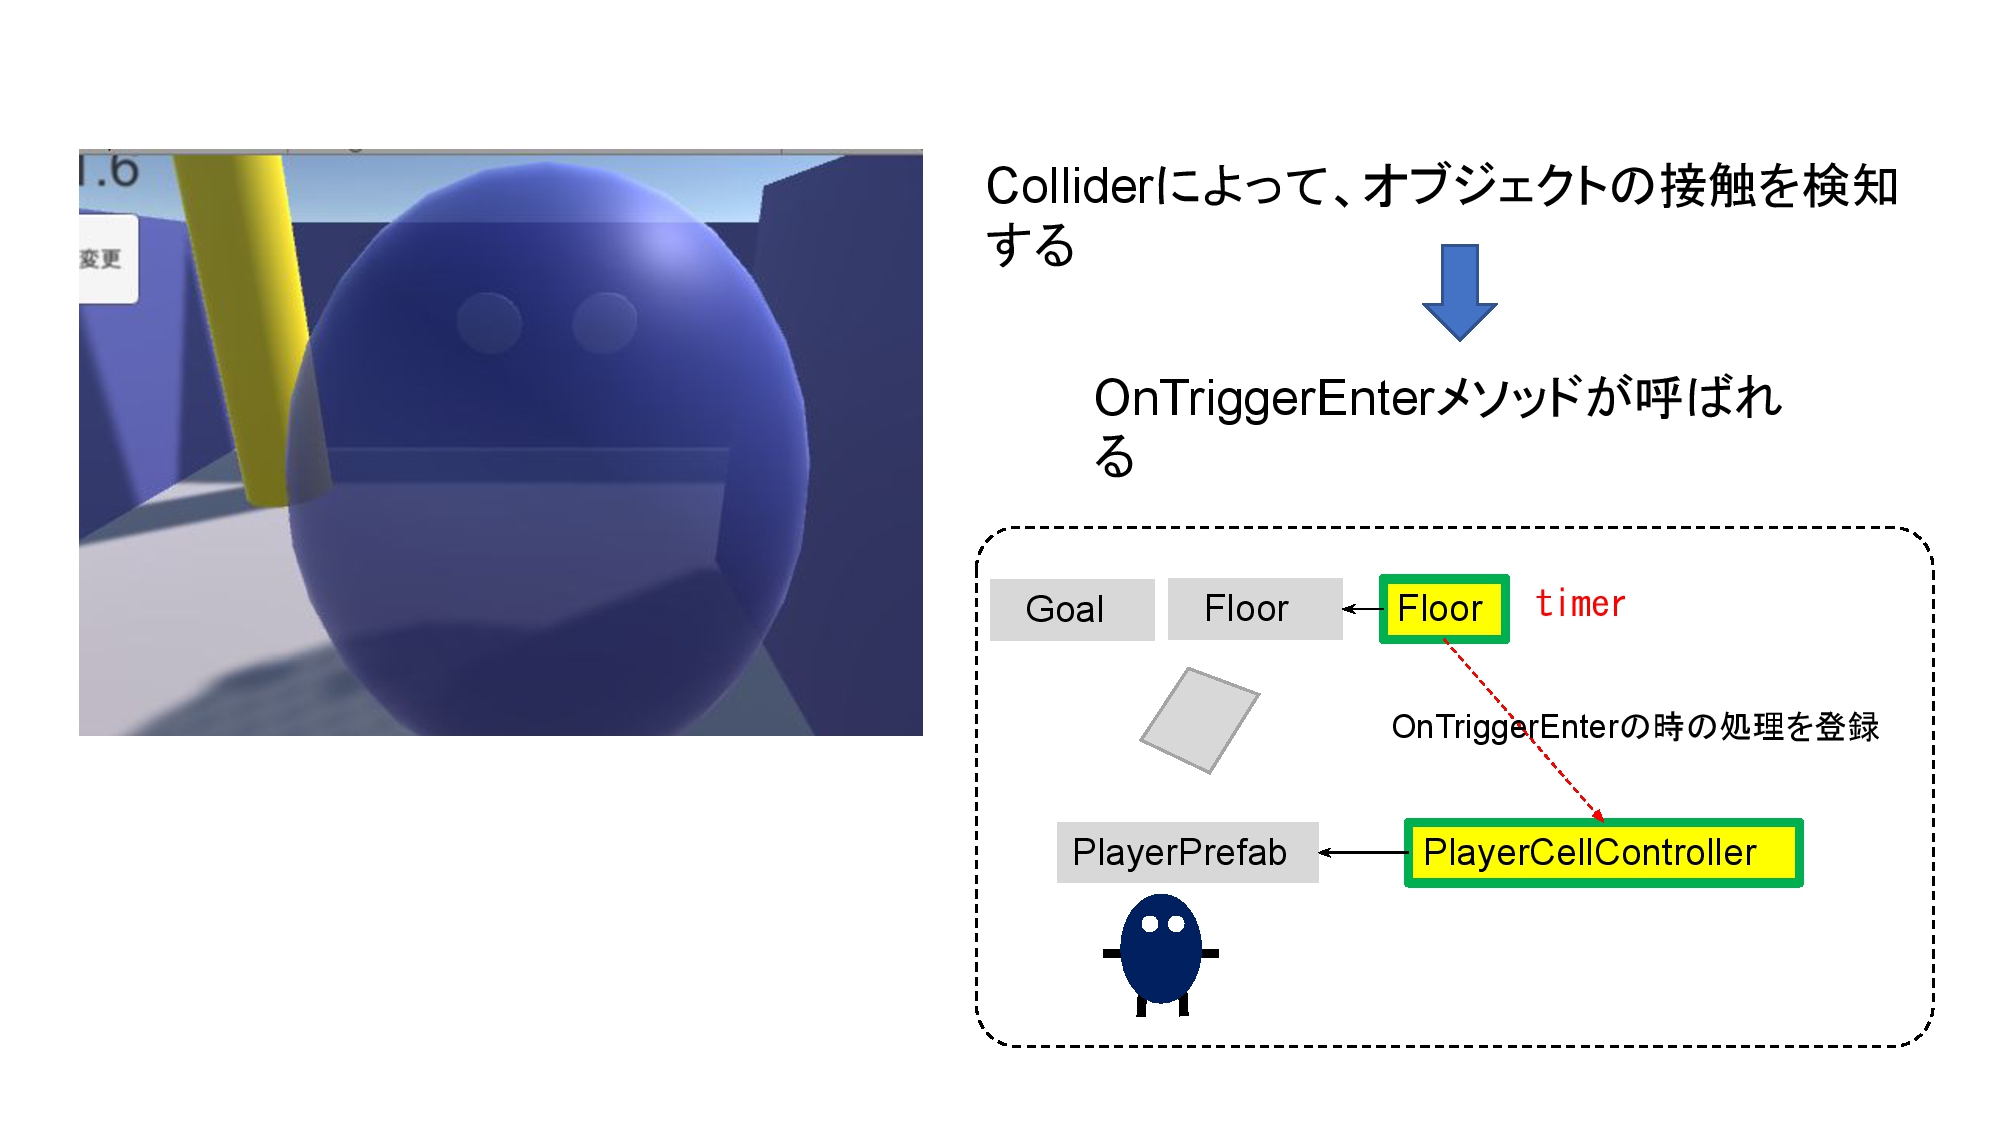 1.6
変更
Colliderによって、オブジェクトの接触を検知
する
OnTriggerEnterメソッドが呼ばれ
る
Goal
Floor
Floor
timer
OnTriggerEnterの時の処理を登録
PlayerPrefab
PlayerCellController